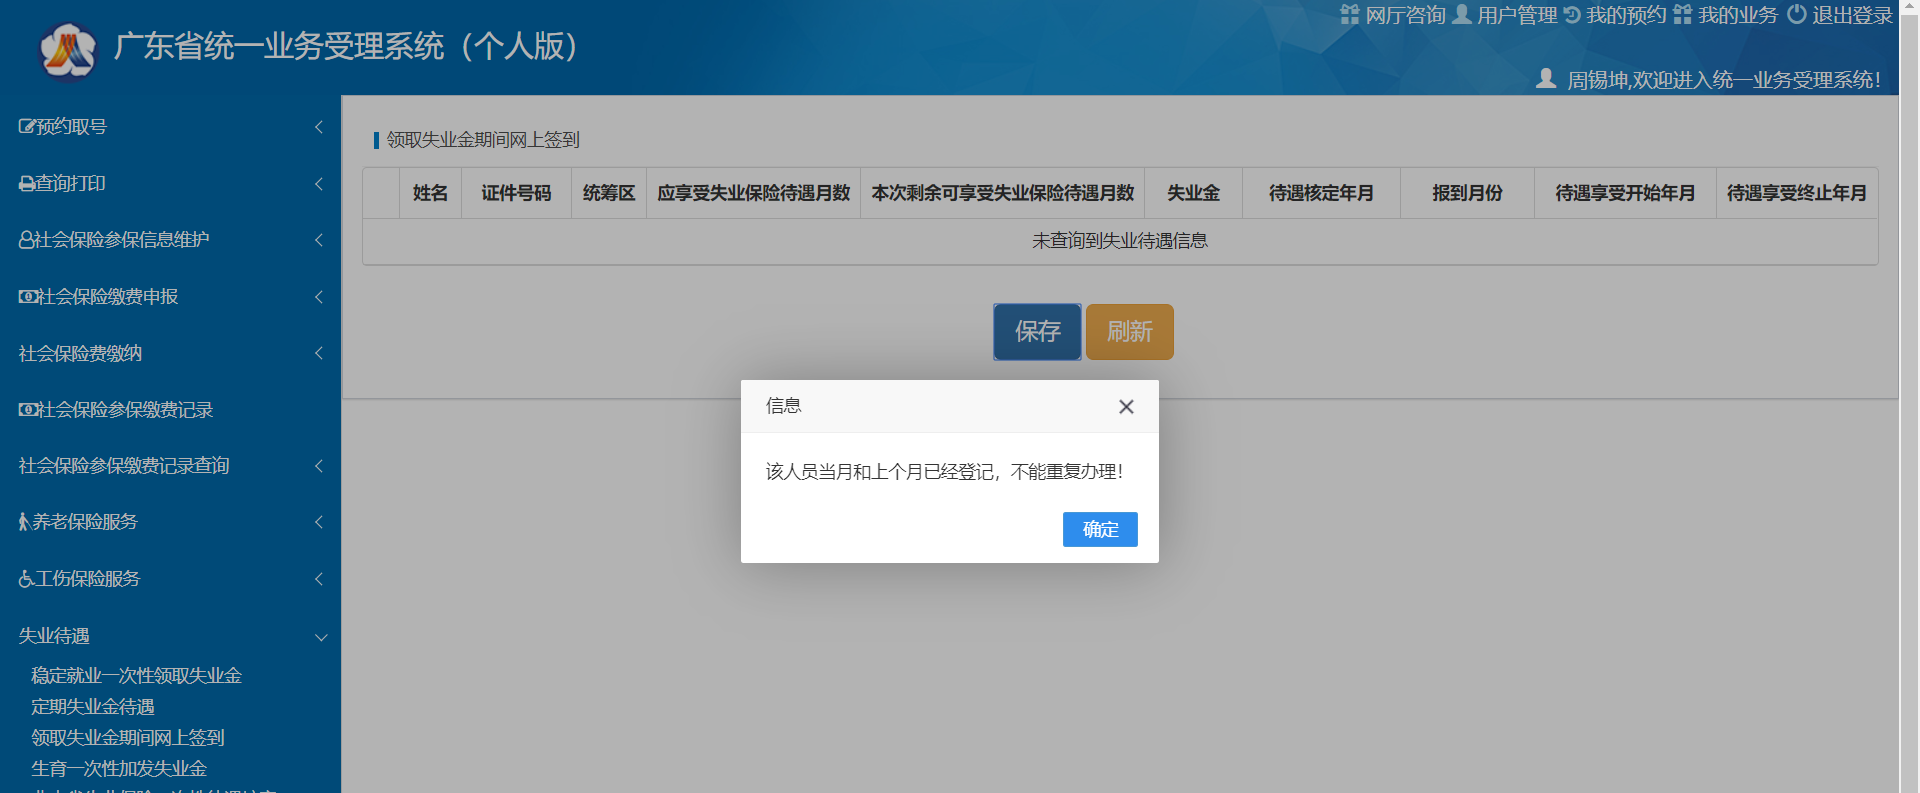 网厅咨询 用户管理 我的预约 我的业务 退出登录
广东省统一业务受理系统（个人版）
周锡坤,欢迎进入统一业务受理系统！
预约取号
查询打印
社会保险参保信息维护
社会保险缴费申报
社会保险费缴纳
社会保险参保缴费记录
社会保险参保缴费记录查询
养老保险服务
工伤保险服务
失业待遇
稳定就业一次性领取失业金
定期失业金待遇
领取失业金期间网上签到
生育一次性加发失业金
领取失业金期间网上签到
姓名 证件号码 统筹区 应享受失业保险待遇月数 本次剩余可享受失业保险待遇月数 失业金 待遇核定年月 报到月份 待遇享受开始年月 待遇享受终止年月
未查询到失业待遇信息
保存 刷新
信息
该人员当月和上个月已经登记，不能重复办理！
确定